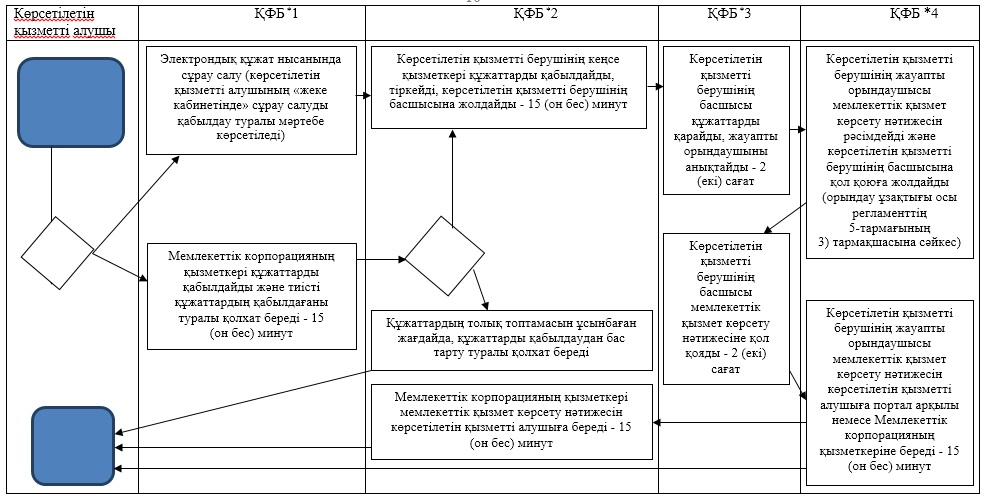 Көрсетілетін
қызметті алушы
ҚФБ *1
ҚФБ *2
ҚФБ *3
ҚФБ *4
Электрондық құжат нысанында
сұрау салу (көрсетілетін
қызметті алушының «жеке
кабинетінде» сұрау салуды
қабылдау туралы мәртебе
көрсетіледі)
Көрсетілетін қызметті берушінің кеңсе
қызметкері құжаттарды қабылдайды,
тіркейді, көрсетілетін қызметті берушінің
басшысына жолдайды - 15 (он бес) минут
Көрсетілетін
қызметті
берушінің
басшысы
құжаттарды
қарайды, жауапты
орындаушыны
анықтайды - 2
(екі) сағат
Көрсетілетін қызметті
берушінің жауапты
орындаушысы
мемлекеттік қызмет
көрсету нәтижесін
рәсімдейді және
көрсетілетін қызметті
берушінің басшысына
қол қоюға жолдайды
(орындау ұзақтығы осы
регламенттің
5-тармағының
3) тармақшасына сәйкес)
Мемлекеттік корпорацияның
қызметкері құжаттарды
қабылдайды және тиісті
құжаттардың қабылдағаны
туралы қолхат береді - 15
(он бес) минут
Көрсетілетін
қызметті
берушінің
басшысы
мемлекеттік
қызмет көрсету
нәтижесіне қол
қояды - 2 (екі)
сағат
Құжаттардың толық топтамасын ұсынбаған
жағдайда, құжаттарды қабылдаудан бас
тарту туралы қолхат береді
Көрсетілетін қызметті
берушінің жауапты
орындаушысы
мемлекеттік қызмет
көрсету нәтижесін
көрсетілетін қызметті
алушыға портал арқылы
немесе Мемлекеттік
корпорацияның
қызметкеріне береді - 15
(он бес) минут
Мемлекеттік корпорацияның қызметкері
мемлекеттік қызмет көрсету нәтижесін
көрсетілетін қызметті алушыға береді - 15
(он бес) минут